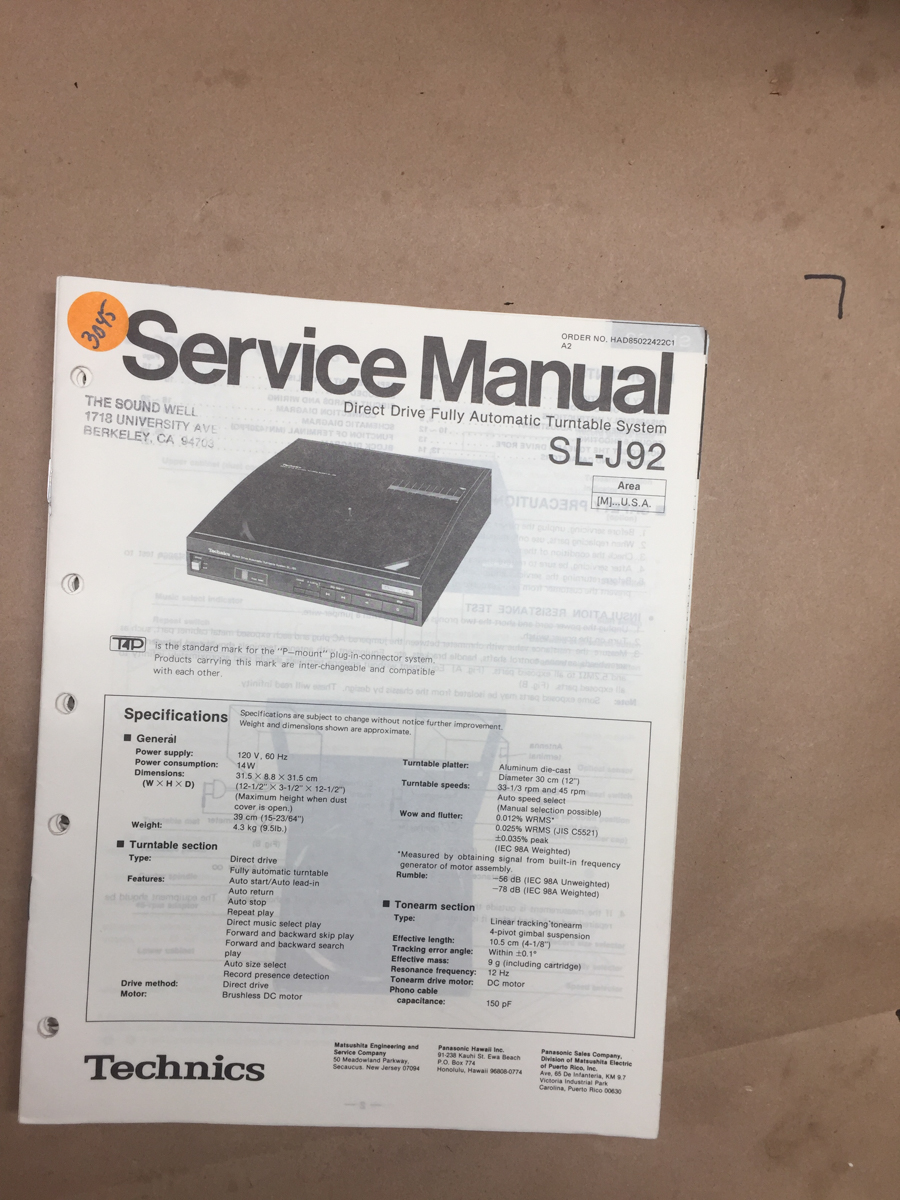 3045
Service Manual
ORDER NO. HAD85022422C1
A2
Direct Drive Fully Automatic Turntable System
SL-J92
Area
[M]...U.S.A.
THE SOUND WELL
1718 UNIVERSITY AVE
BERKELEY, CA 94703
Technics
T4P is the standard mark for the "P-mount" plug-in-connector system.
Products carrying this mark are inter-changeable and compatible
with each other.
Specifications
Specifications are subject to change without notice further improvement.
Weight and dimensions shown are approximate.
■ General
Power supply: 120 V, 60 Hz
Power consumption: 14W
Dimensions: 31.5 × 8.8 × 31.5 cm
(W × H × D) (12-1/2" × 3-1/2" × 12-1/2")
(Maximum height when dust
cover is open.)
39 cm (15-23/64")
Weight: 4.3 kg (9.5lb.)
■ Turntable section
Type: Direct drive
Fully automatic turntable
Features: Auto start/Auto lead-in
Auto return
Auto stop
Repeat play
Direct music select play
Forward and backward skip play
Forward and backward search
play
Auto size select
Record presence detection
Drive method: Direct drive
Motor: Brushless DC motor
Turntable platter: Aluminum die-cast
Diameter 30 cm (12")
Turntable speeds: 33-1/3 rpm and 45 rpm
Auto speed select
(Manual selection possible)
Wow and flutter: 0.012% WRMS*
0.025% WRMS (JIS C5521)
±0.035% peak
(IEC 98A Weighted)
*Measured by obtaining signal from built-in frequency
generator of motor assembly.
Rumble: −56 dB (IEC 98A Unweighted)
−78 dB (IEC 98A Weighted)
■ Tonearm section
Type: Linear tracking tonearm
4-pivot gimbal suspension
Effective length: 10.5 cm (4-1/8")
Tracking error angle: Within ±0.1°
Effective mass: 9 g (including cartridge)
Resonance frequency: 12 Hz
Tonearm drive motor: DC motor
Phono cable
capacitance: 150 pF
Technics
Matsushita Engineering and
Service Company
50 Meadowland Parkway,
Secaucus. New Jersey 07094
Panasonic Hawaii Inc.
91-238 Kauhi St. Ewa Beach
P.O. Box 774
Honolulu, Hawaii 96808-0774
Panasonic Sales Company,
Division of Matsushita Electric
of Puerto Rico, Inc.
Ave. 65 De Infanteria, KM 9.7
Victoria Industrial Park
Carolina, Puerto Rico 00630